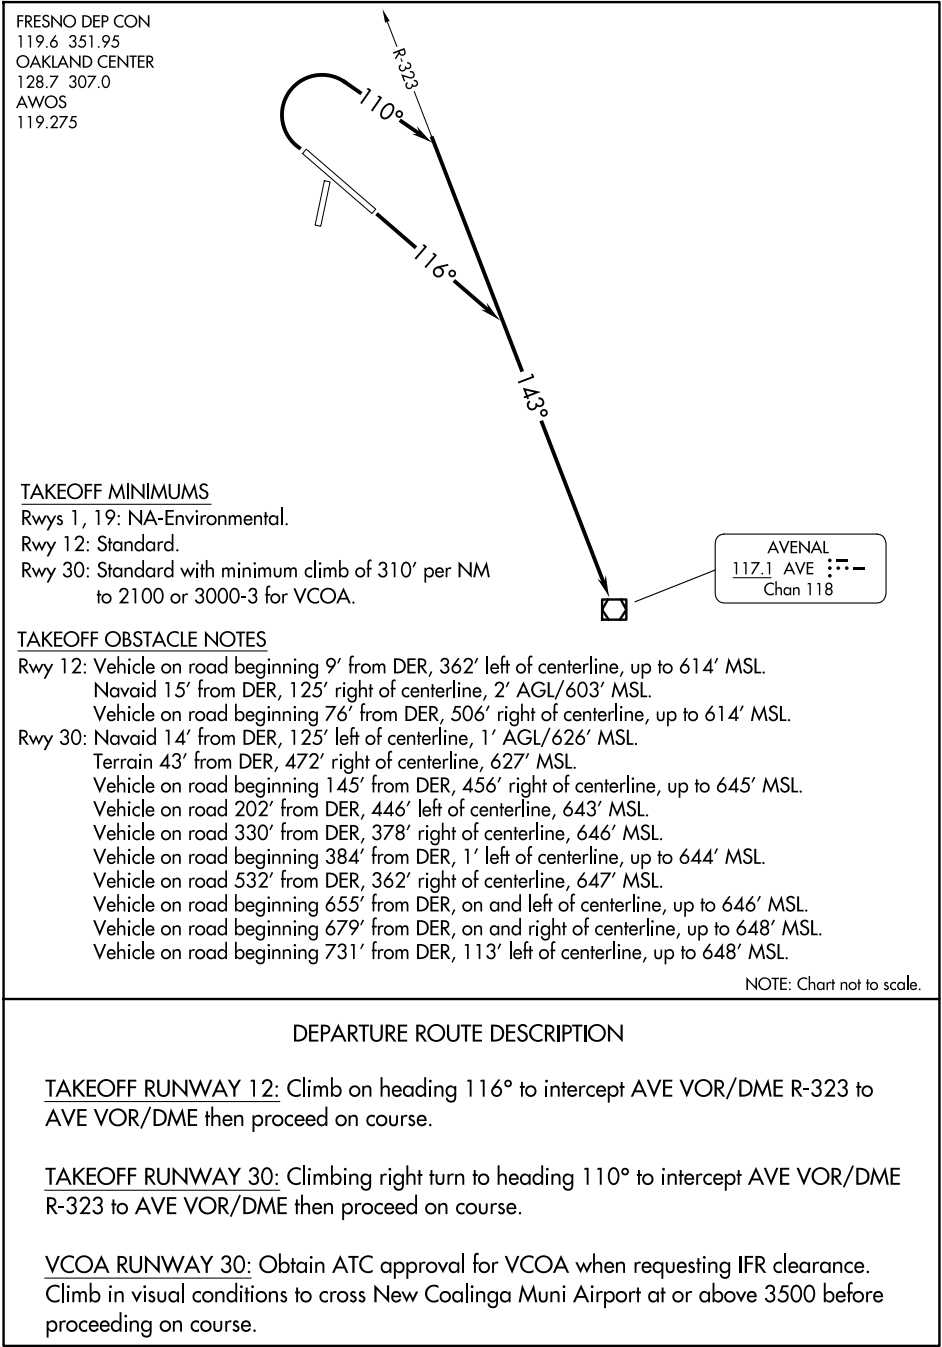 FRESNO DEP CON
119.6 351.95
OAKLAND CENTER
128.7 307.0
AWOS
119.275
R-323
110°
116°
143°
AVENAL
117.1 AVE
Chan 118
TAKEOFF MINIMUMS
Rwys 1, 19: NA-Environmental.
Rwy 12: Standard.
Rwy 30: Standard with minimum climb of 310' per NM
to 2100 or 3000-3 for VCOA.
TAKEOFF OBSTACLE NOTES
Rwy 12: Vehicle on road beginning 9' from DER, 362' left of centerline, up to 614' MSL.
Navaid 15' from DER, 125' right of centerline, 2' AGL/603' MSL.
Vehicle on road beginning 76' from DER, 506' right of centerline, up to 614' MSL.
Rwy 30: Navaid 14' from DER, 125' left of centerline, 1' AGL/626' MSL.
Terrain 43' from DER, 472' right of centerline, 627' MSL.
Vehicle on road beginning 145' from DER, 456' right of centerline, up to 645' MSL.
Vehicle on road 202' from DER, 446' left of centerline, 643' MSL.
Vehicle on road 330' from DER, 378' right of centerline, 646' MSL.
Vehicle on road beginning 384' from DER, 1' left of centerline, up to 644' MSL.
Vehicle on road 532' from DER, 362' right of centerline, 647' MSL.
Vehicle on road beginning 655' from DER, on and left of centerline, up to 646' MSL.
Vehicle on road beginning 679' from DER, on and right of centerline, up to 648' MSL.
Vehicle on road beginning 731' from DER, 113' left of centerline, up to 648' MSL.
NOTE: Chart not to scale.
DEPARTURE ROUTE DESCRIPTION
TAKEOFF RUNWAY 12: Climb on heading 116° to intercept AVE VOR/DME R-323 to
AVE VOR/DME then proceed on course.
TAKEOFF RUNWAY 30: Climbing right turn to heading 110° to intercept AVE VOR/DME
R-323 to AVE VOR/DME then proceed on course.
VCOA RUNWAY 30: Obtain ATC approval for VCOA when requesting IFR clearance.
Climb in visual conditions to cross New Coalinga Muni Airport at or above 3500 before
proceeding on course.